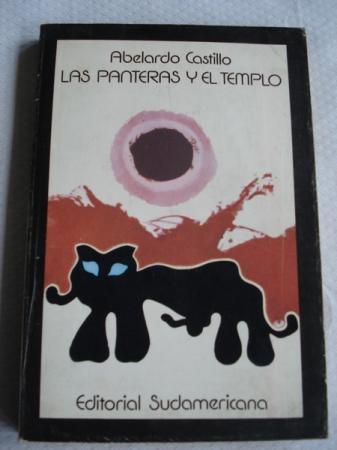 Abelardo Castillo
LAS PANTERAS Y EL TEMPLO
Editorial Sudamericana